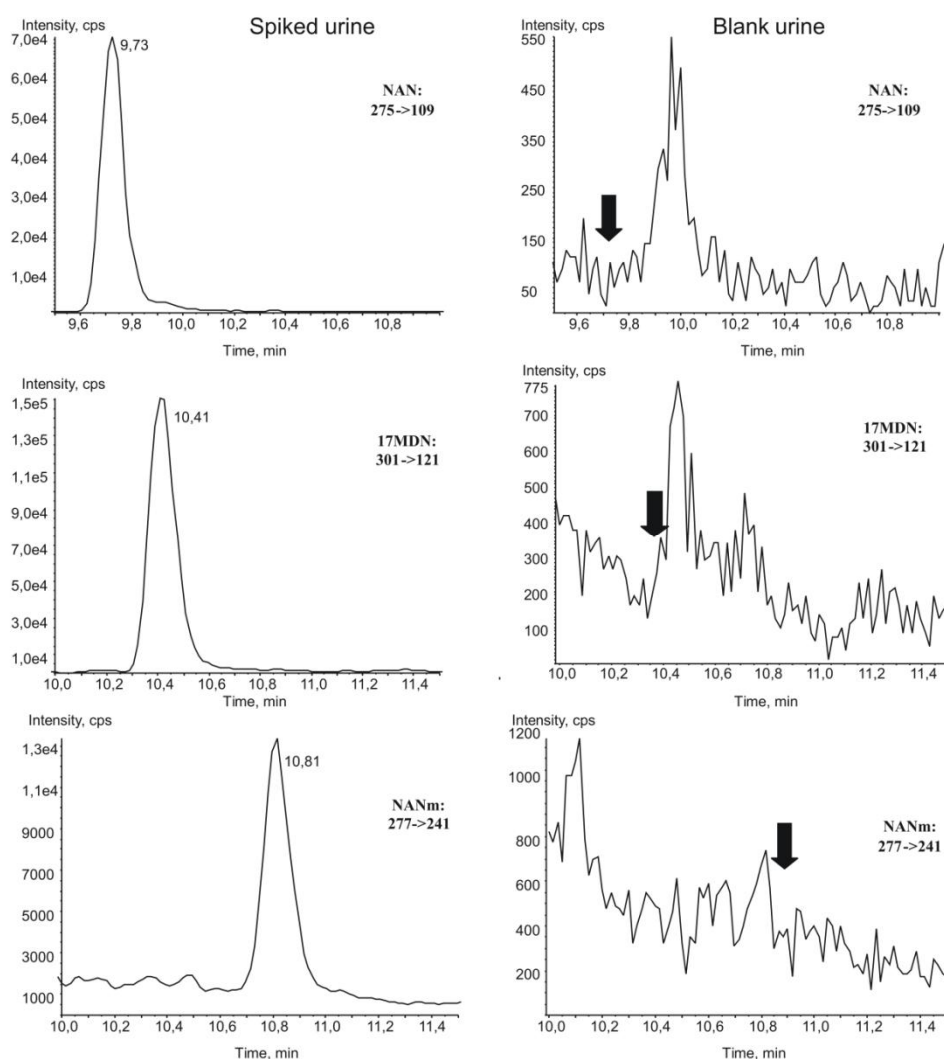 Intensity, cps
Spiked urine
7,0e4
9,73
6,0e4
NAN:
275->109
5,0e4
4,0e4
3,0e4
2,0e4
1,0e4
9,6 9,8 10,0 10,2 10,4 10,6 10,8
Time, min
Intensity, cps
Blank urine
550
450
NAN:
275->109
350
250
150
50
9,6 9,8 10,0 10,2 10,4 10,6 10,8
Time, min
Intensity, cps
1,5e5
10,41
1,3e5
17MDN:
301->121
1,1e5
9,0e4
7,0e4
5,0e4
3,0e4
1,0e4
10,0 10,2 10,4 10,6 10,8 11,0 11,2 11,4
Time, min
Intensity, cps
775
700
17MDN:
301->121
600
500
400
300
200
100
10,0 10,2 10,4 10,6 10,8 11,0 11,2 11,4
Time, min
Intensity, cps
1,3e4
10,81
1,1e4
NANm:
277->241
9000
7000
5000
3000
1000
10,0 10,2 10,4 10,6 10,8 11,0 11,2 11,4
Time, min
Intensity, cps
1200
1000
NANm:
277->241
800
600
400
200
10,0 10,2 10,4 10,6 10,8 11,0 11,2 11,4
Time, min